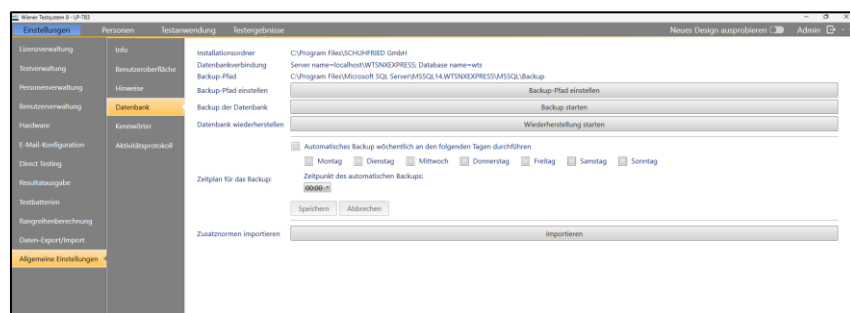 Wiener Testsystem 8 - LP-783
Einstellungen Personen Testanwendung Testergebnisse Neues Design ausprobieren Admin
Lizenzverwaltung
Testverwaltung
Personenverwaltung
Benutzerverwaltung
Hardware
E-Mail-Konfiguration
Direct Testing
Resultatausgabe
Testbatterien
Rangreihenberechnung
Daten-Export/Import
Allgemeine Einstellungen
Info
Benutzeroberfläche
Hinweise
Datenbank
Kennwörter
Aktivitätsprotokoll
Installationsordner C:\Program Files\SCHUHFRIED GmbH
Datenbankverbindung Server name=localhost\WTSNXEXPRESS; Database name=wts
Backup-Pfad C:\Program Files\Microsoft SQL Server\MSSQL14.WTSNXEXPRESS\MSSQL\Backup
Backup-Pfad einstellen Backup-Pfad einstellen
Backup der Datenbank Backup starten
Datenbank wiederherstellen Wiederherstellung starten
Automatisches Backup wöchentlich an den folgenden Tagen durchführen
Montag Dienstag Mittwoch Donnerstag Freitag Samstag Sonntag
Zeitplan für das Backup: Zeitpunkt des automatischen Backups:
00:00
Speichern Abbrechen
Zusatznormen importieren Importieren